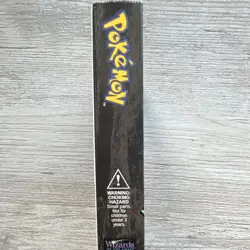 POKéMON
WARNING:
CHOKING
HAZARD
Small parts.
Not for
children
under 3
years.
Wizards